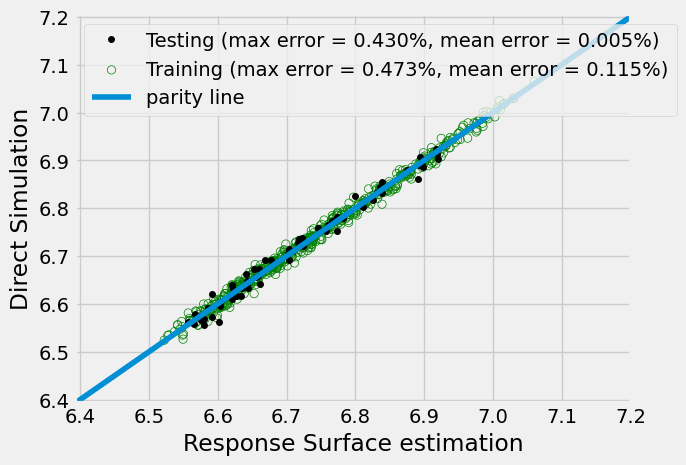 7.2
Testing (max error = 0.430%, mean error = 0.005%)
Training (max error = 0.473%, mean error = 0.115%)
parity line
7.1
7.0
6.9
6.8
6.7
6.6
6.5
6.4
Direct Simulation
6.4 6.5 6.6 6.7 6.8 6.9 7.0 7.1 7.2
Response Surface estimation